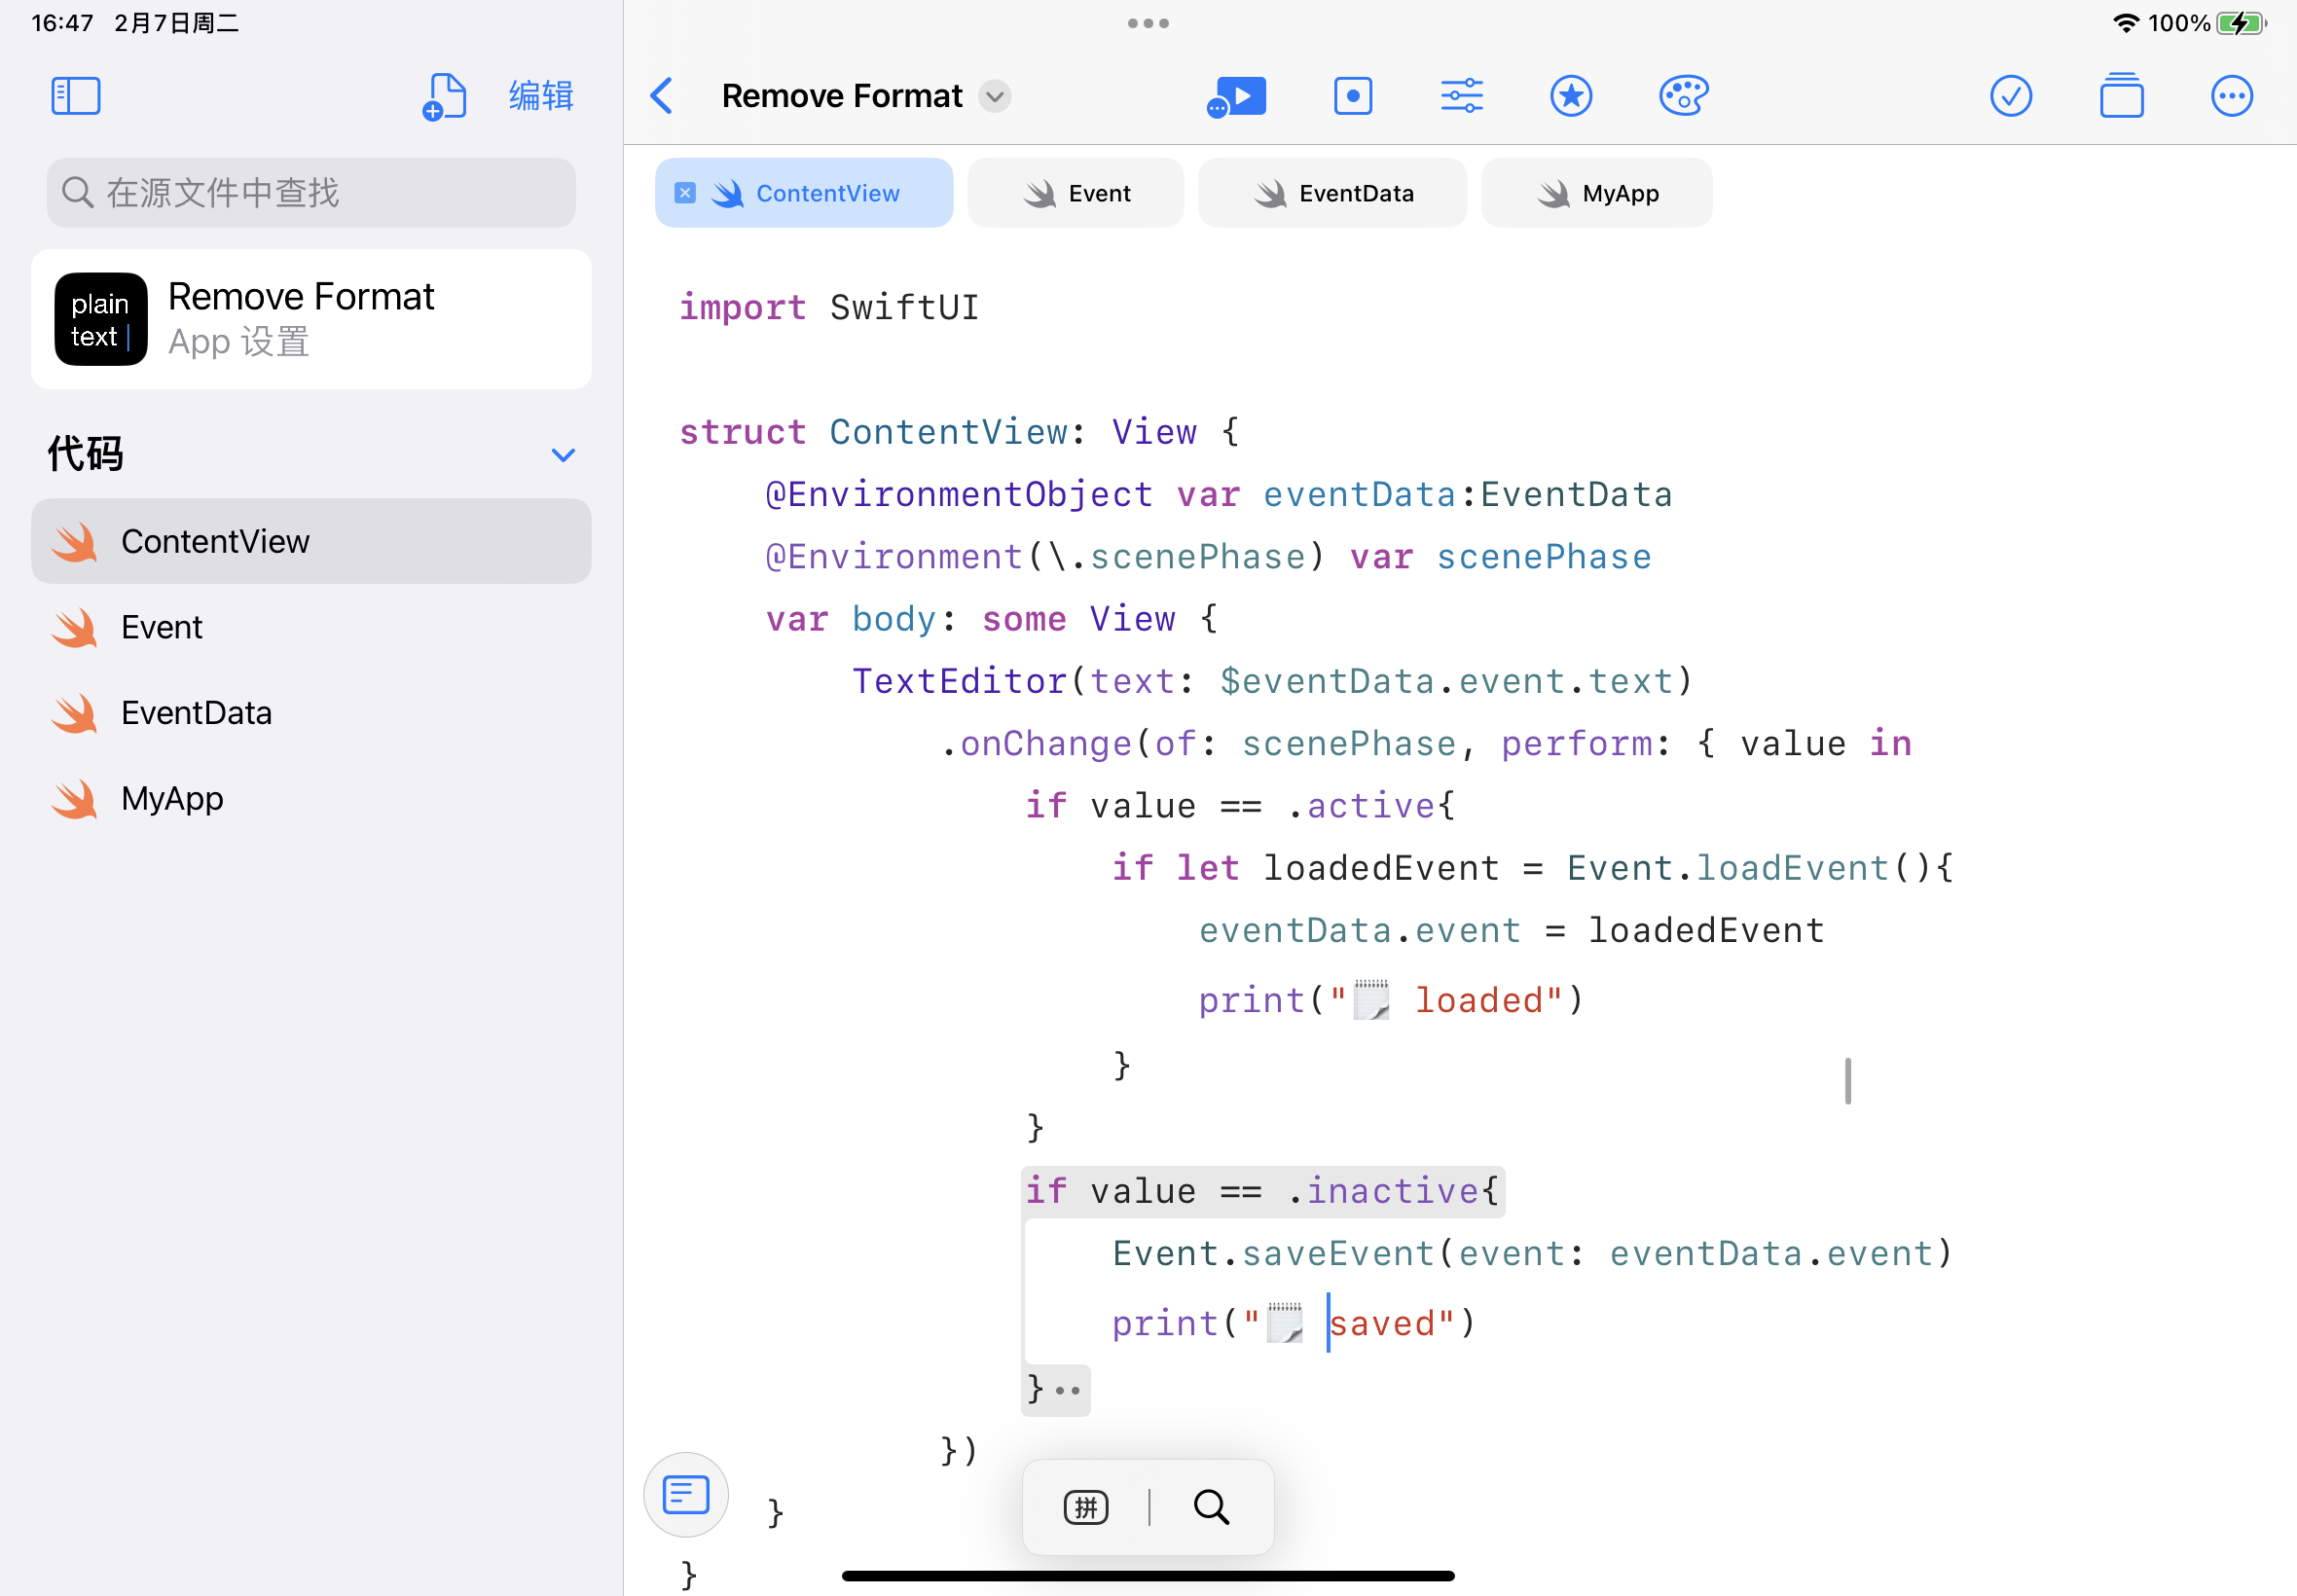 16:47 2月7日周二
100%
编辑
Remove Format
在源文件中查找
ContentView
Event
EventData
MyApp
plain
text
Remove Format
App 设置
代码
ContentView
Event
EventData
MyApp
import SwiftUI
struct ContentView: View {
@EnvironmentObject var eventData:EventData
@Environment(\.scenePhase) var scenePhase
var body: some View {
TextEditor(text: $eventData.event.text)
.onChange(of: scenePhase, perform: { value in
if value == .active{
if let loadedEvent = Event.loadEvent(){
eventData.event = loadedEvent
print("🗒 loaded")
}
}
if value == .inactive{
Event.saveEvent(event: eventData.event)
print("🗒 saved")
}
})
}
}
拼